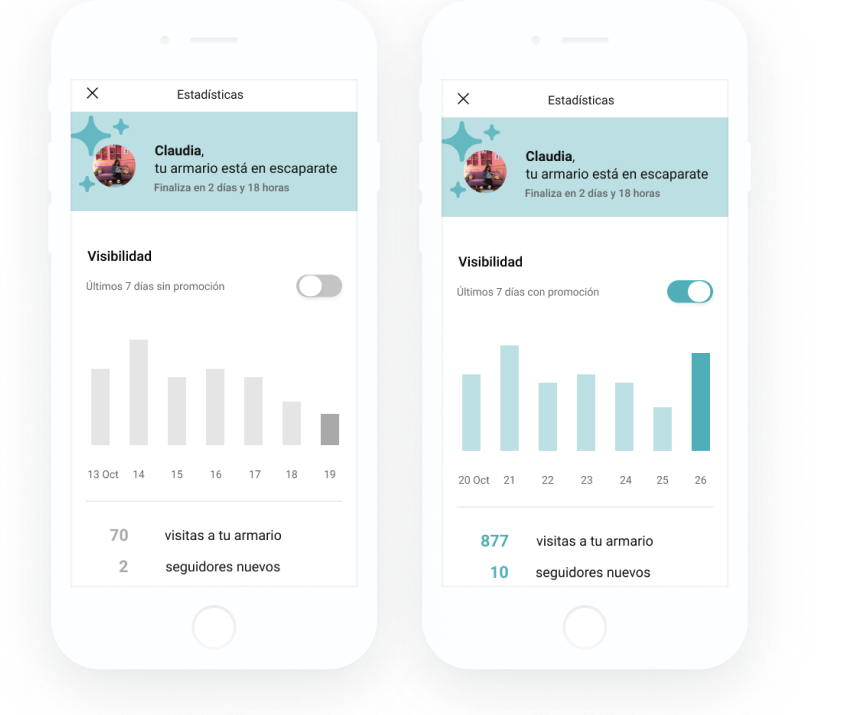 Estadísticas
Claudia,
tu armario está en escaparate
Finaliza en 2 días y 18 horas
Visibilidad
Últimos 7 días sin promoción
13 Oct 14 15 16 17 18 19
70 visitas a tu armario
2 seguidores nuevos
Estadísticas
Claudia,
tu armario está en escaparate
Finaliza en 2 días y 18 horas
Visibilidad
Últimos 7 días con promoción
20 Oct 21 22 23 24 25 26
877 visitas a tu armario
10 seguidores nuevos